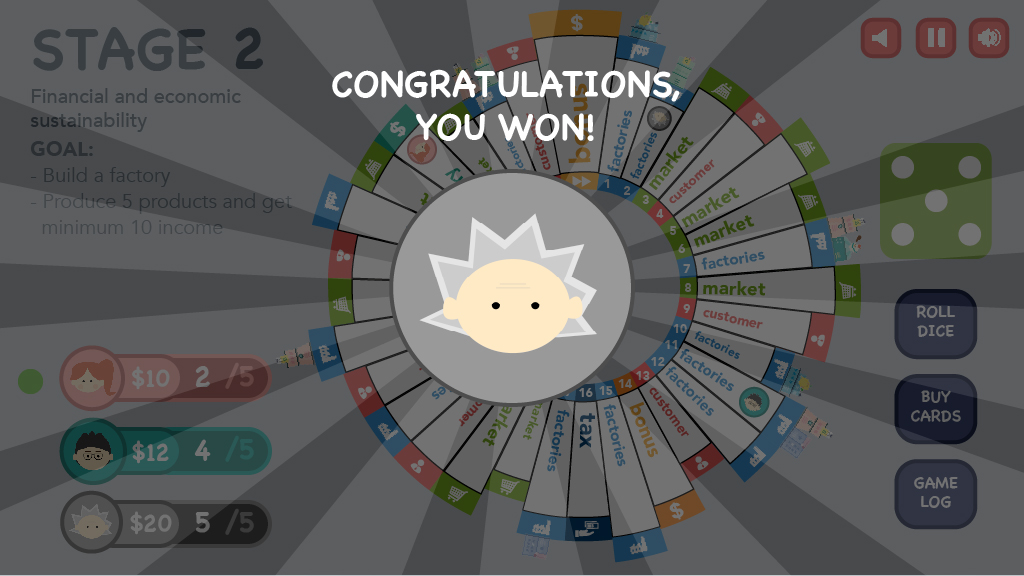 STAGE 2
Financial and economic
sustainability
GOAL:
- Build a factory
- Produce 5 products and get
minimum 10 income
CONGRATULATIONS,
YOU WON!
$
bonus
factories
factories
market
customer
market
market
factories
market
customer
factories
factories
factories
customer
bonus
factories
tax
factories
market
market
customer
1
2
3
4
5
6
7
8
9
10
11
12
13
14
15
16
$
$
$10 2 /5
$12 4 /5
$20 5 /5
ROLL
DICE
BUY
CARDS
GAME
LOG